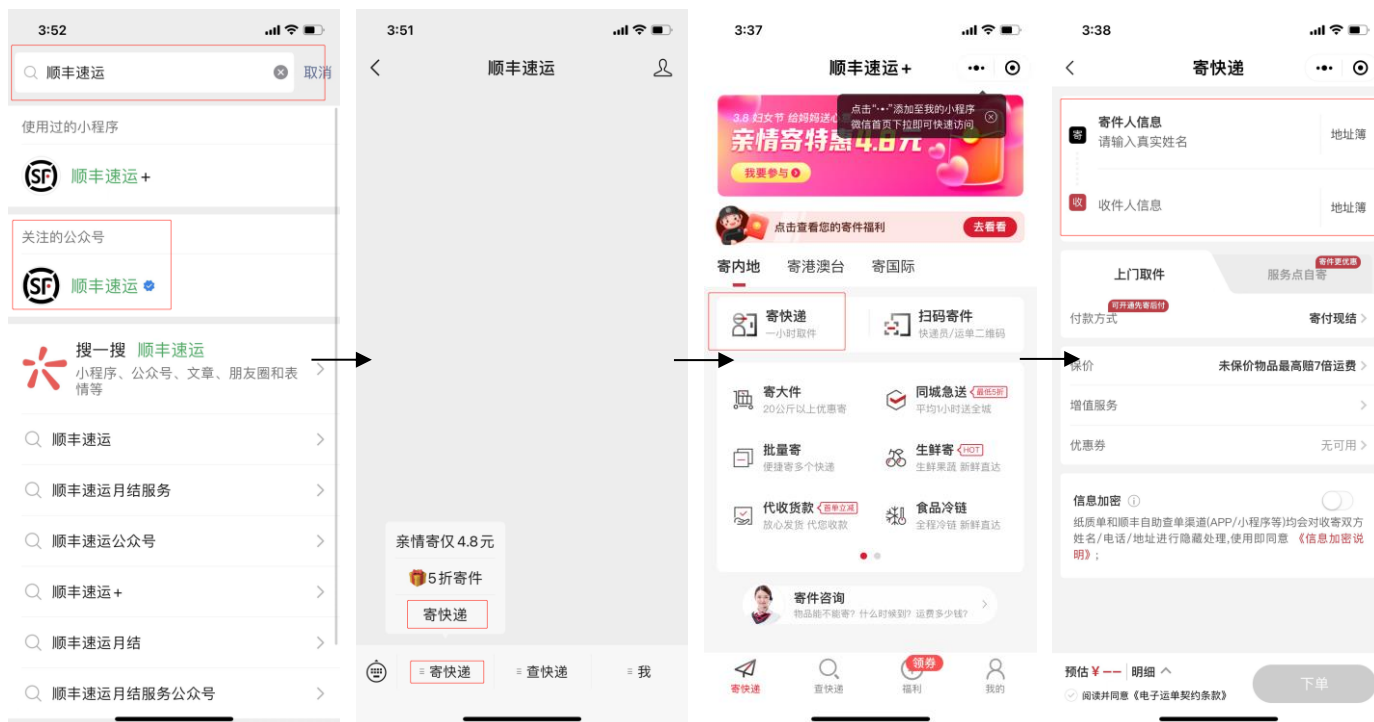 3:52
顺丰速运
取消
使用过的小程序
SF
顺丰速运+
关注的公众号
SF
顺丰速运
搜一搜 顺丰速运
小程序、公众号、文章、朋友圈和表
情等
顺丰速运
顺丰速运月结服务
顺丰速运公众号
顺丰速运+
顺丰速运月结
顺丰速运月结服务公众号
3:51
顺丰速运
亲情寄仅4.8元
5折寄件
寄快递
寄快递
查快递
我
3:37
顺丰速运+
点击“•●•”添加至我的小程序
微信首页下拉即可快速访问
3.8 妇女节 给妈妈送心
亲情寄特惠4.8元
我要参与
点击查看您的寄件福利
去看看
寄内地 寄港澳台 寄国际
寄快递
一小时取件
扫码寄件
快递员/运单二维码
寄大件
20公斤以上优惠寄
同城急送 最低5折
平均1小时送全城
批量寄
便捷寄多个快递
生鲜寄 HOT
生鲜果蔬 新鲜直达
代收货款 首单立减
放心发货 代您收款
食品冷链
全程冷链 新鲜直达
寄件咨询
物品能不能寄？什么时候到？运费多少钱？
领券
寄快递
查快递
福利
我的
3:38
寄快递
寄
寄件人信息
请输入真实姓名
地址簿
收
收件人信息
地址簿
上门取件
服务点自寄
寄件更优惠
可开通先寄后付
付款方式
寄付现结
保价
未保价物品最高赔7倍运费
增值服务
优惠券
无可用
信息加密
纸质单和顺丰自助查单渠道(APP/小程序等)均会对收寄双方
姓名/电话/地址进行隐藏处理,使用即同意 《信息加密说
明》;
预估 ¥ -- 明细
阅读并同意《电子运单契约条款》
下单